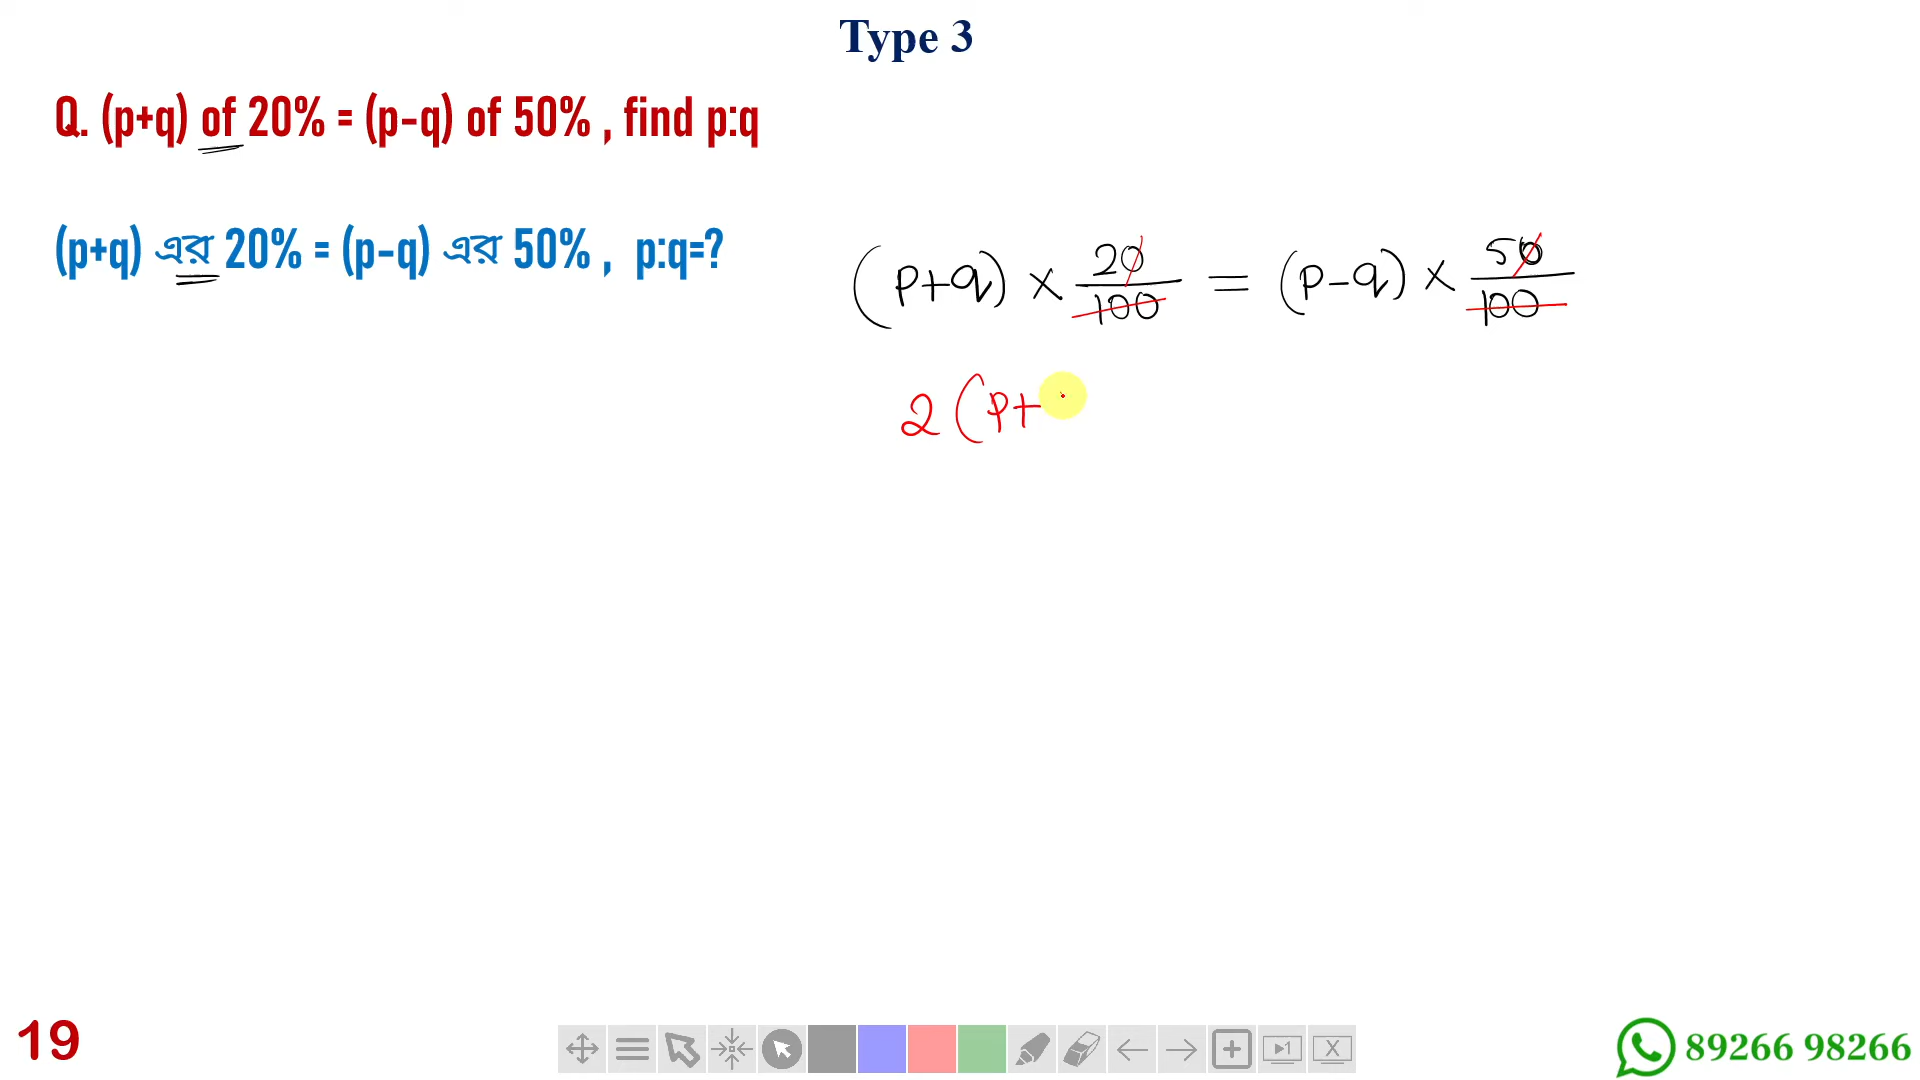 Type 3
Q. (p+q) of 20% = (p-q) of 50% , find p:q
(p+q) এর 20% = (p-q) এর 50% , p:q=?
(p+q) × 20/100 = (p-q) × 50/100
2 (p+
19
89266 98266